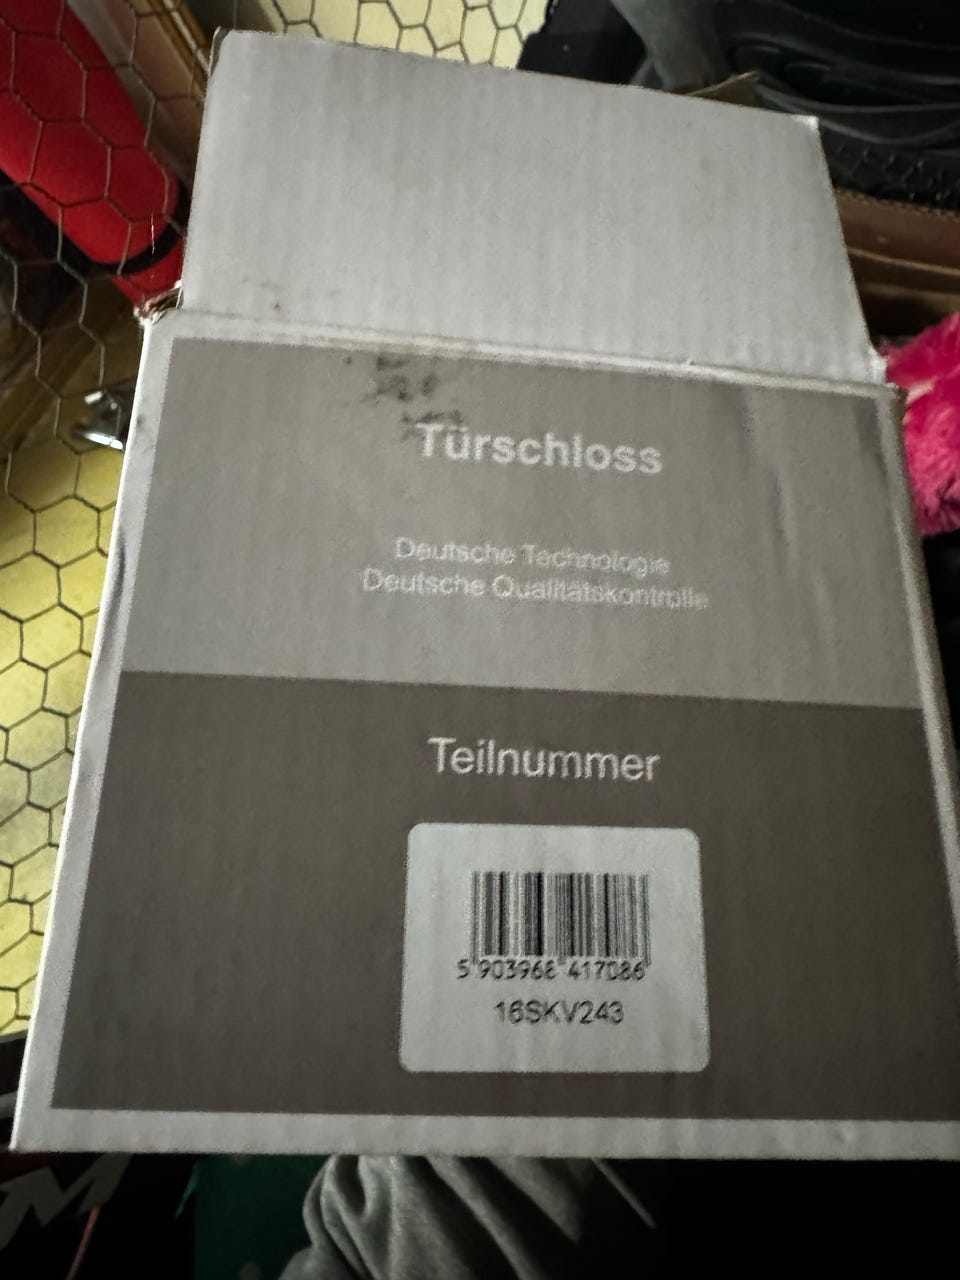 Türschloss
Deutsche Technologie
Deutsche Qualitätskontrolle
Teilnummer
5 903968 417086
16SKV243